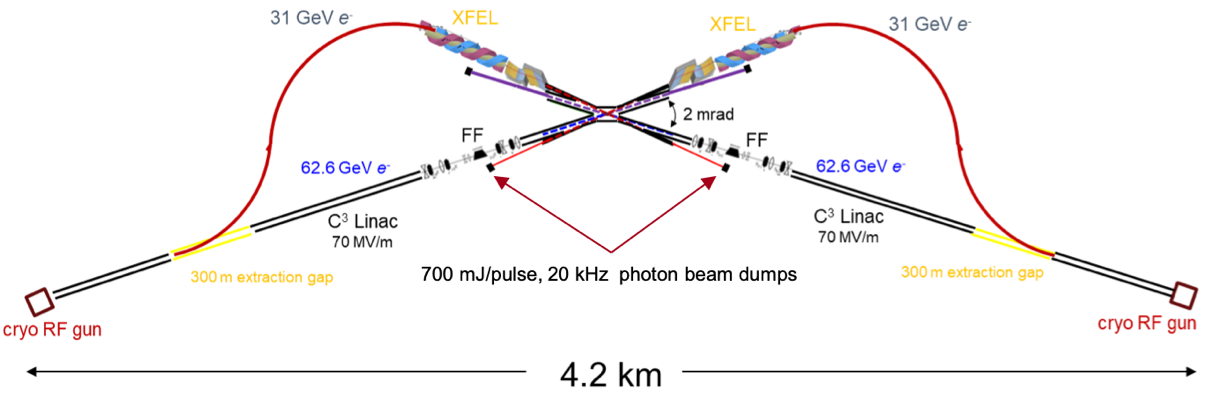 31 GeV e-
XFEL
XFEL
31 GeV e-
2 mrad
FF
FF
62.6 GeV e-
62.6 GeV e-
C³ Linac
70 MV/m
C³ Linac
70 MV/m
300 m extraction gap
700 mJ/pulse, 20 kHz photon beam dumps
300 m extraction gap
cryo RF gun
cryo RF gun
4.2 km